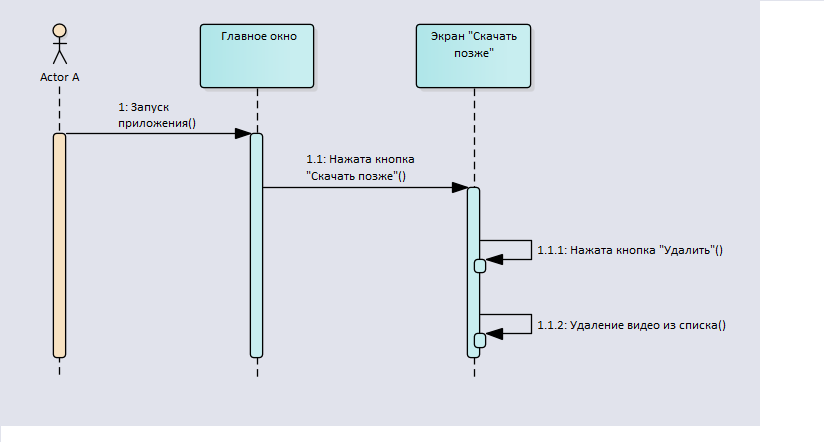 Главное окно
Экран "Скачать
позже"
Actor A
1: Запуск
приложения()
1.1: Нажата кнопка
"Скачать позже"()
1.1.1: Нажата кнопка "Удалить"()
1.1.2: Удаление видео из списка()